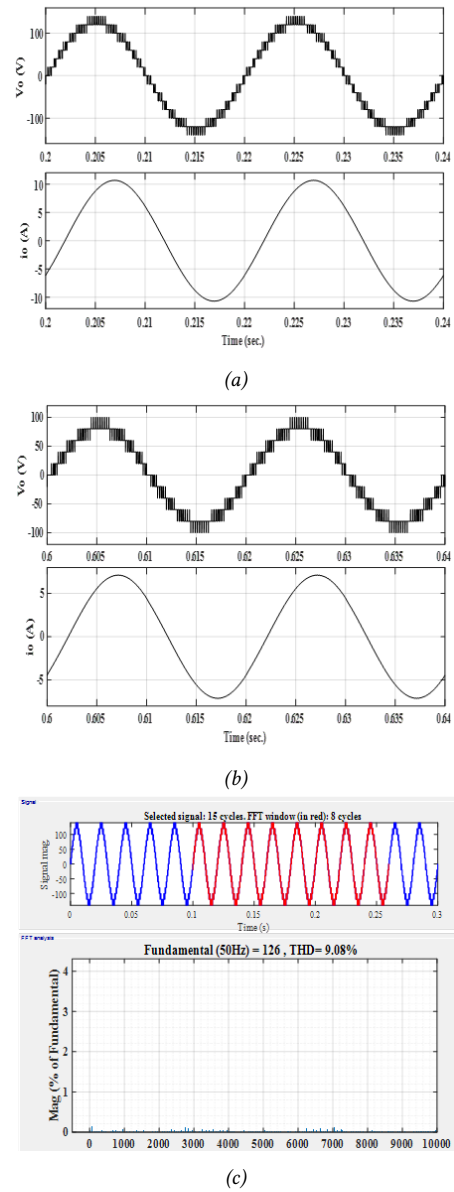 100
0
-100
Vo (V)
0.2 0.205 0.21 0.215 0.22 0.225 0.23 0.235 0.24
10
5
0
-5
-10
io (A)
0.2 0.205 0.21 0.215 0.22 0.225 0.23 0.235 0.24
Time (sec.)
(a)
100
50
0
-50
-100
Vo (V)
0.6 0.605 0.61 0.615 0.62 0.625 0.63 0.635 0.64
5
0
-5
io (A)
0.6 0.605 0.61 0.615 0.62 0.625 0.63 0.635 0.64
Time (sec.)
(b)
Signal
Selected signal: 15 cycles. FFT window (in red): 8 cycles
100
50
0
-50
-100
Signal mag.
0 0.05 0.1 0.15 0.2 0.25 0.3
Time (s)
FFT analysis
Fundamental (50Hz) = 126 , THD= 9.08%
4
3
2
1
0
Mag (% of Fundamental)
0 1000 2000 3000 4000 5000 6000 7000 8000 9000 10000
(c)